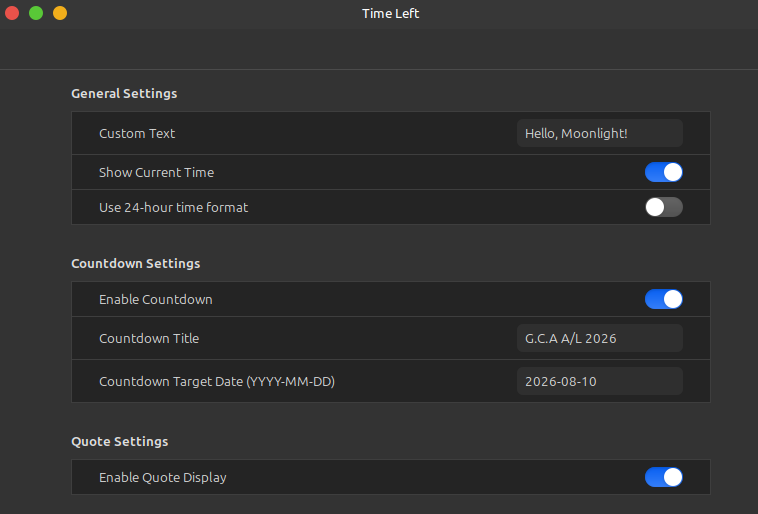 Time Left
General Settings
Custom Text Hello, Moonlight!
Show Current Time
Use 24-hour time format
Countdown Settings
Enable Countdown
Countdown Title G.C.A A/L 2026
Countdown Target Date (YYYY-MM-DD) 2026-08-10
Quote Settings
Enable Quote Display